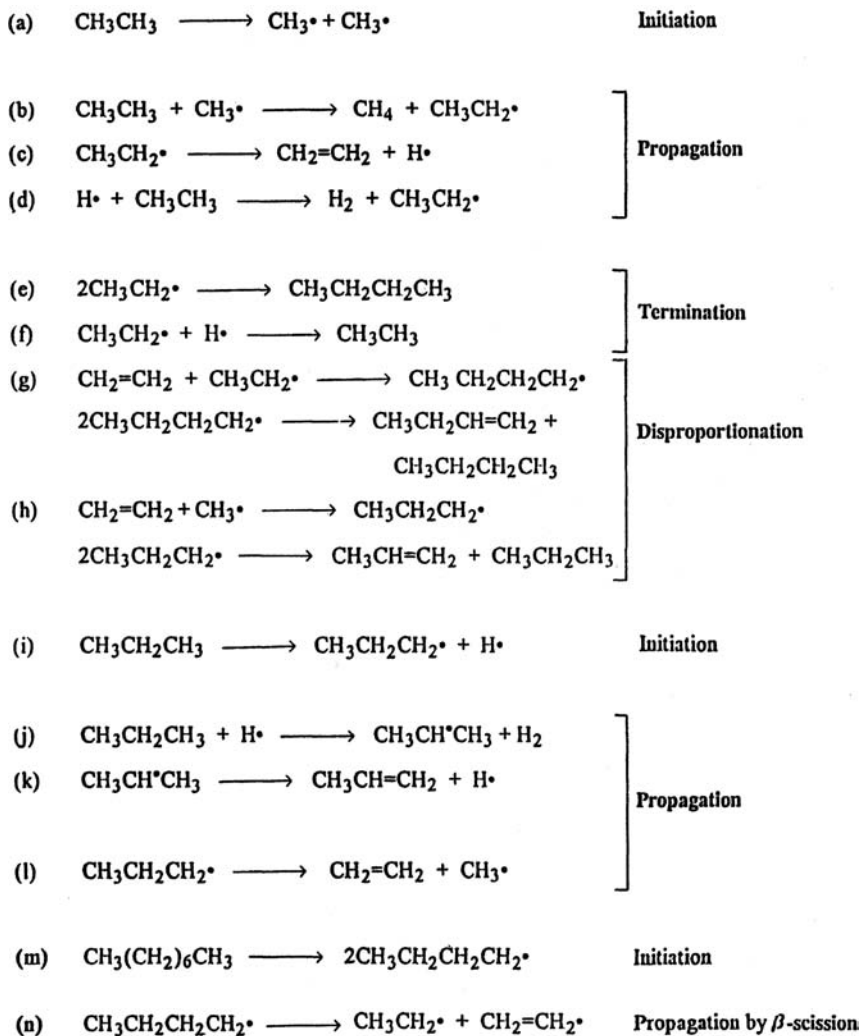 (a) CH₃CH₃ ⟶ CH₃• + CH₃• Initiation
(b) CH₃CH₃ + CH₃• ⟶ CH₄ + CH₃CH₂•
(c) CH₃CH₂• ⟶ CH₂=CH₂ + H•
Propagation
(d) H• + CH₃CH₃ ⟶ H₂ + CH₃CH₂•
(e) 2CH₃CH₂• ⟶ CH₃CH₂CH₂CH₃
Termination
(f) CH₃CH₂• + H• ⟶ CH₃CH₃
(g) CH₂=CH₂ + CH₃CH₂• ⟶ CH₃ CH₂CH₂CH₂•
2CH₃CH₂CH₂CH₂• ⟶ CH₃CH₂CH=CH₂ +
Disproportionation
CH₃CH₂CH₂CH₃
(h) CH₂=CH₂ + CH₃• ⟶ CH₃CH₂CH₂•
2CH₃CH₂CH₂• ⟶ CH₃CH=CH₂ + CH₃CH₂CH₃
(i) CH₃CH₂CH₃ ⟶ CH₃CH₂CH₂• + H• Initiation
(j) CH₃CH₂CH₃ + H• ⟶ CH₃CH•CH₃ + H₂
(k) CH₃CH•CH₃ ⟶ CH₃CH=CH₂ + H•
Propagation
(l) CH₃CH₂CH₂• ⟶ CH₂=CH₂ + CH₃•
(m) CH₃(CH₂)₆CH₃ ⟶ 2CH₃CH₂CH₂CH₂• Initiation
(n) CH₃CH₂CH₂CH₂• ⟶ CH₃CH₂• + CH₂=CH₂• Propagation by β-scission